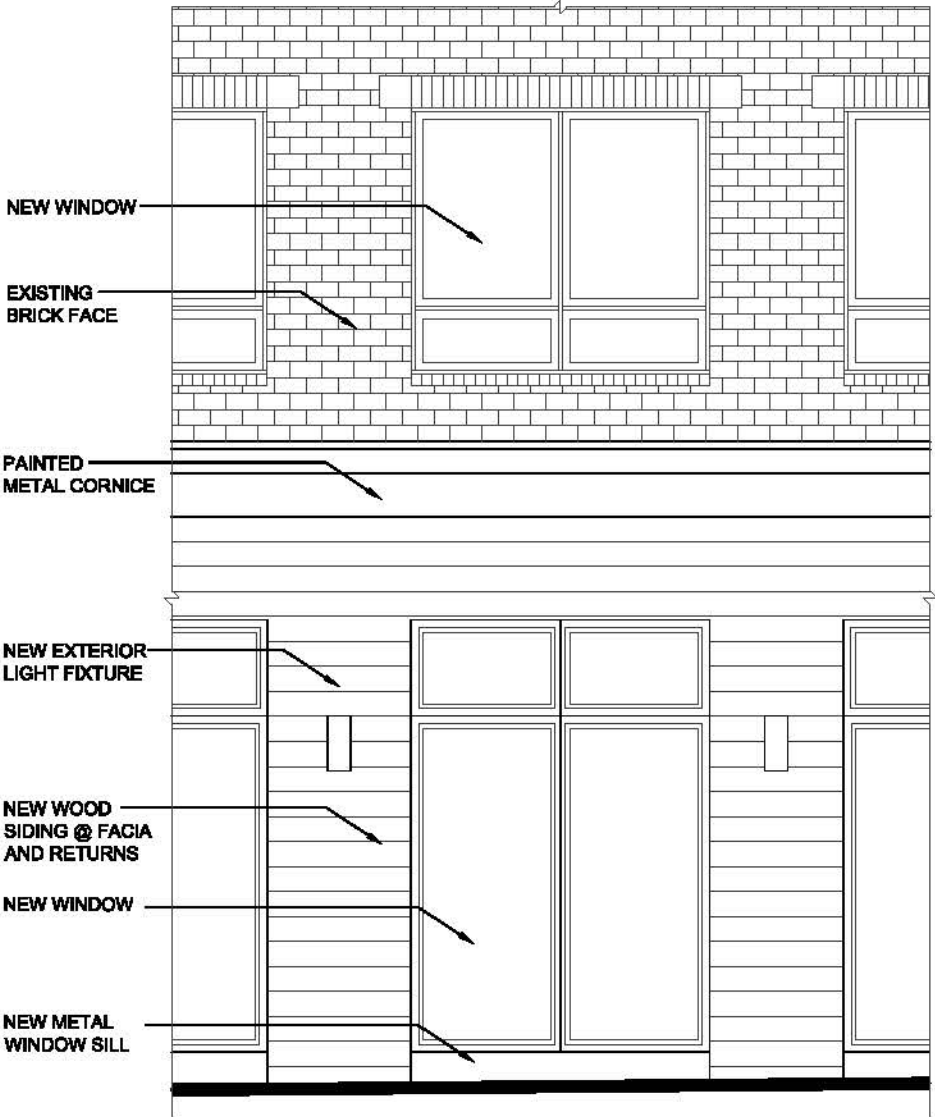 NEW WINDOW
EXISTING
BRICK FACE
PAINTED
METAL CORNICE
NEW EXTERIOR
LIGHT FIXTURE
NEW WOOD
SIDING @ FACIA
AND RETURNS
NEW WINDOW
NEW METAL
WINDOW SILL